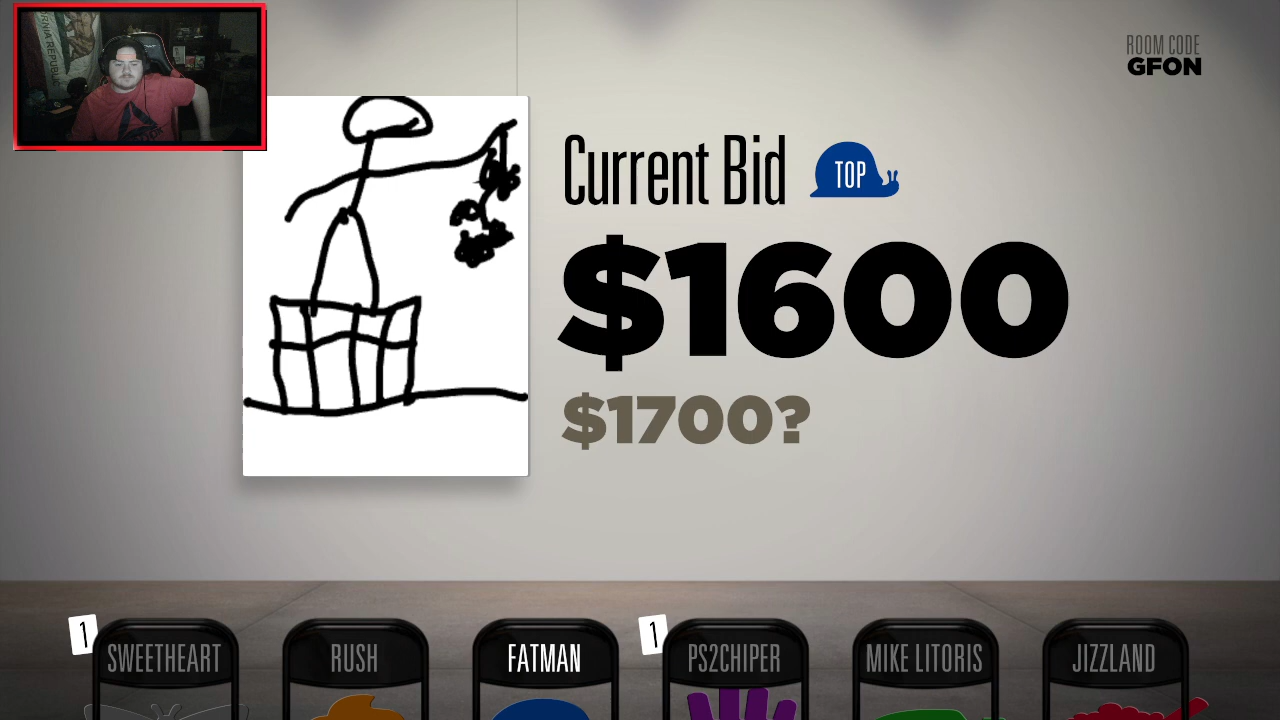 ROOM CODE
GFON
Current Bid
TOP
$1600
$1700?
1
SWEETHEART
RUSH
FATMAN
1
PS2CHIPER
MIKE LITORIS
JIZZLAND